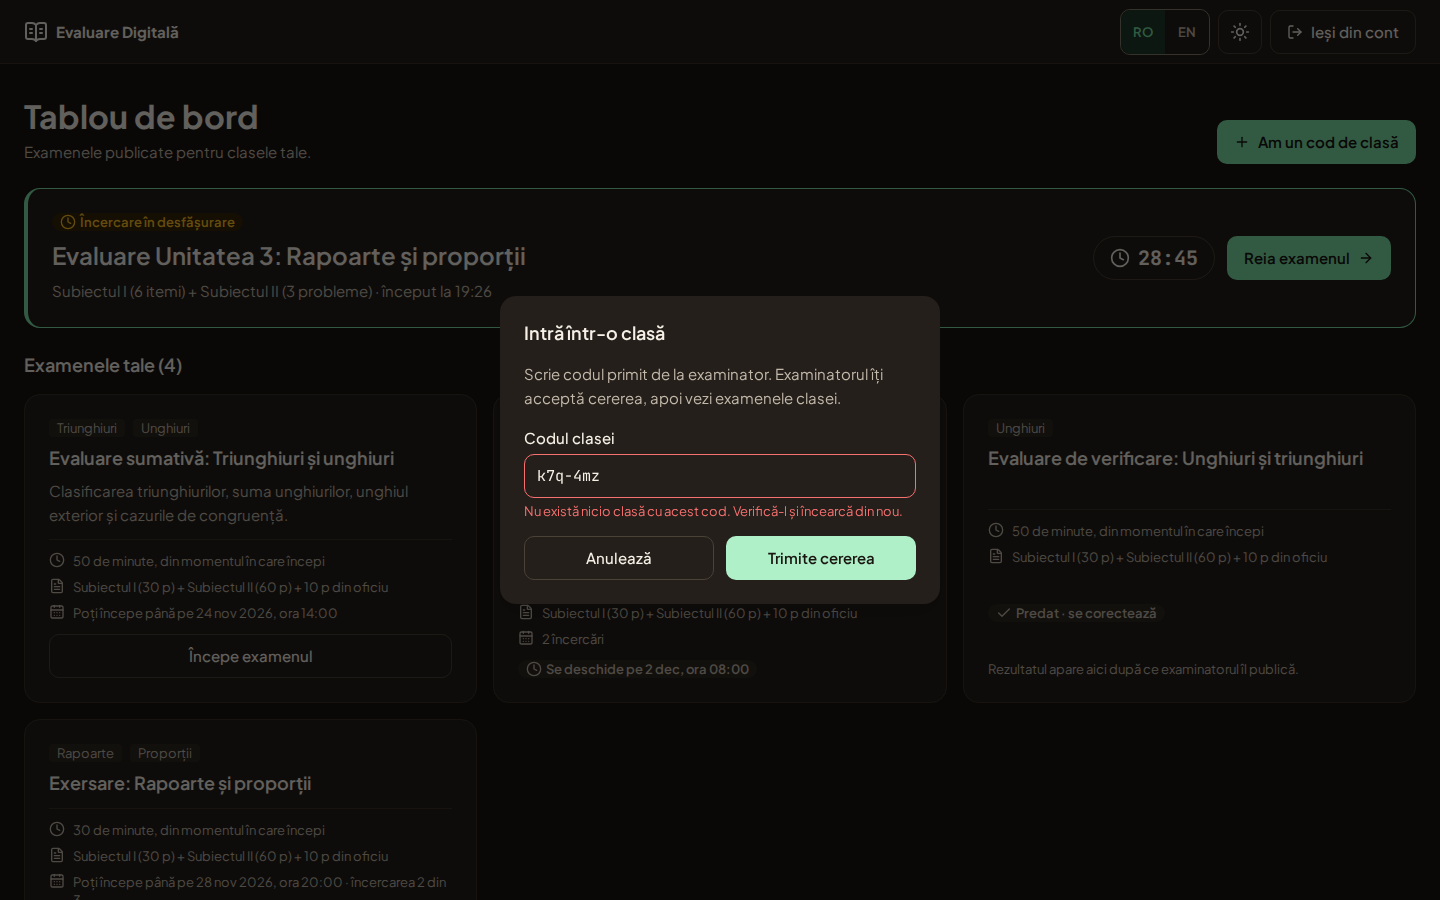 Evaluare Digitală
RO EN
Ieși din cont
Tablou de bord
Examenele publicate pentru clasele tale.
Am un cod de clasă
Încercare în desfășurare
Evaluare Unitatea 3: Rapoarte și proporții
Subiectul I (6 itemi) + Subiectul II (3 probleme) · început la 19:26
28:45
Reia examenul
Intră într-o clasă
Scrie codul primit de la examinator. Examinatorul îți
acceptă cererea, apoi vezi examenele clasei.
Codul clasei
k7q-4mz
Nu există nicio clasă cu acest cod. Verifică-l și încearcă din nou.
Anulează
Trimite cererea
Examenele tale (4)
Triunghiuri Unghiuri
Evaluare sumativă: Triunghiuri și unghiuri
Clasificarea triunghiurilor, suma unghiurilor, unghiul
exterior și cazurile de congruență.
50 de minute, din momentul în care începi
Subiectul I (30 p) + Subiectul II (60 p) + 10 p din oficiu
Poți începe până pe 24 nov 2026, ora 14:00
Începe examenul
Subiectul I (30 p) + Subiectul II (60 p) + 10 p din oficiu
2 încercări
Se deschide pe 2 dec, ora 08:00
Unghiuri
Evaluare de verificare: Unghiuri și triunghiuri
50 de minute, din momentul în care începi
Subiectul I (30 p) + Subiectul II (60 p) + 10 p din oficiu
Predat · se corectează
Rezultatul apare aici după ce examinatorul îl publică.
Rapoarte Proporții
Exersare: Rapoarte și proporții
30 de minute, din momentul în care începi
Subiectul I (30 p) + Subiectul II (60 p) + 10 p din oficiu
Poți începe până pe 28 nov 2026, ora 20:00 · încercarea 2 din